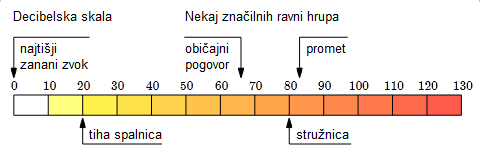 Decibelska skala
Nekaj značilnih ravni hrupa
najtišji
zanani zvok
običajni
pogovor
promet
0 10 20 30 40 50 60 70 80 90 100 110 120 130
tiha spalnica
stružnica